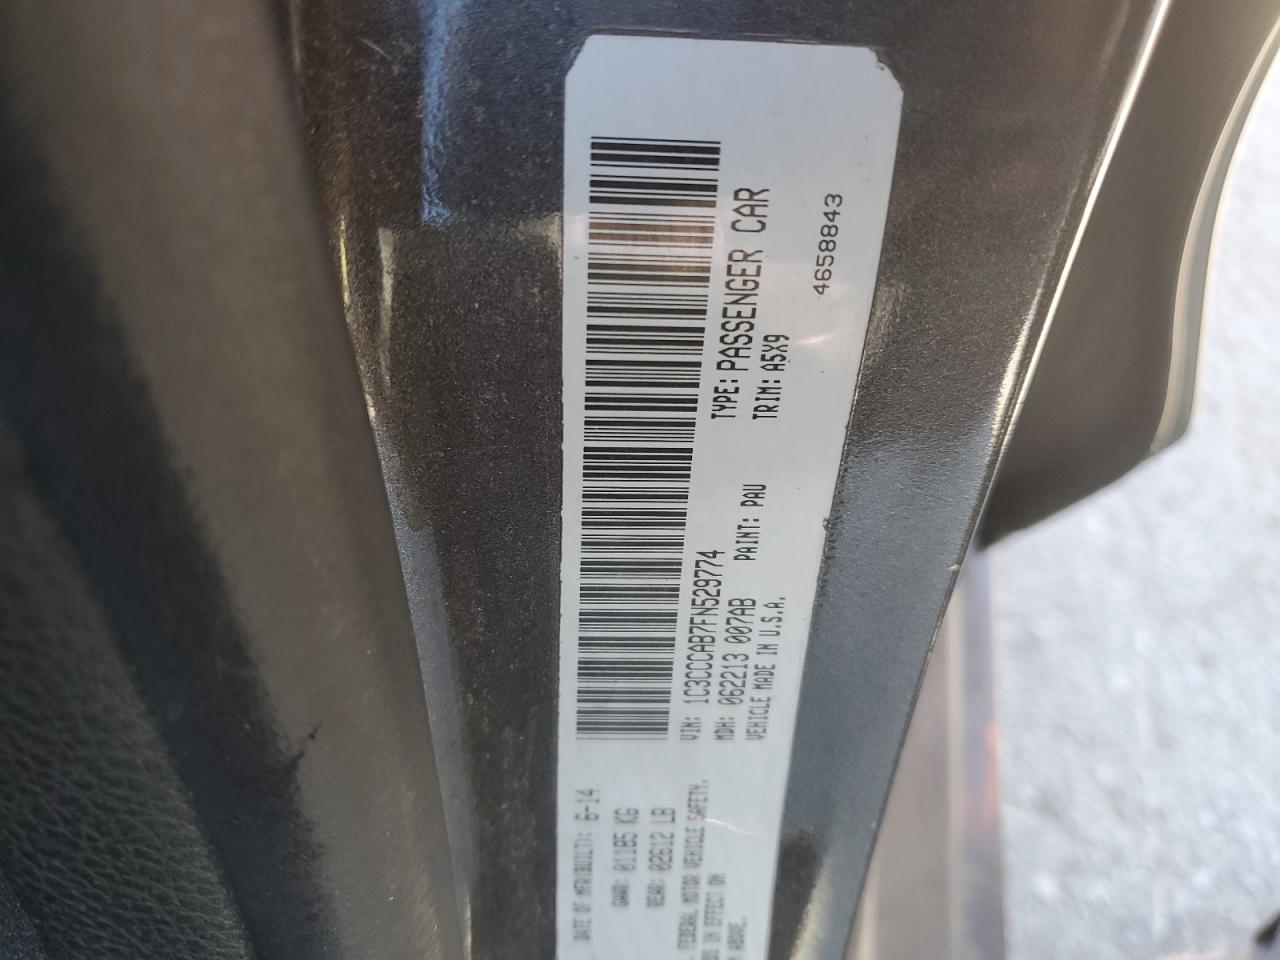 DATE OF MFR(BUILT): 6-14
GAWR: 01185 KG
REAR: 02612 LB
FEDERAL MOTOR VEHICLE SAFETY,
IN EFFECT ON
ABOVE.
VIN: 1C3CCCAB7FN529774
MDH: 062213 007AB
VEHICLE MADE IN U.S.A.
PAINT: PAU
TYPE: PASSENGER CAR
TRIM: A5X9
4658843